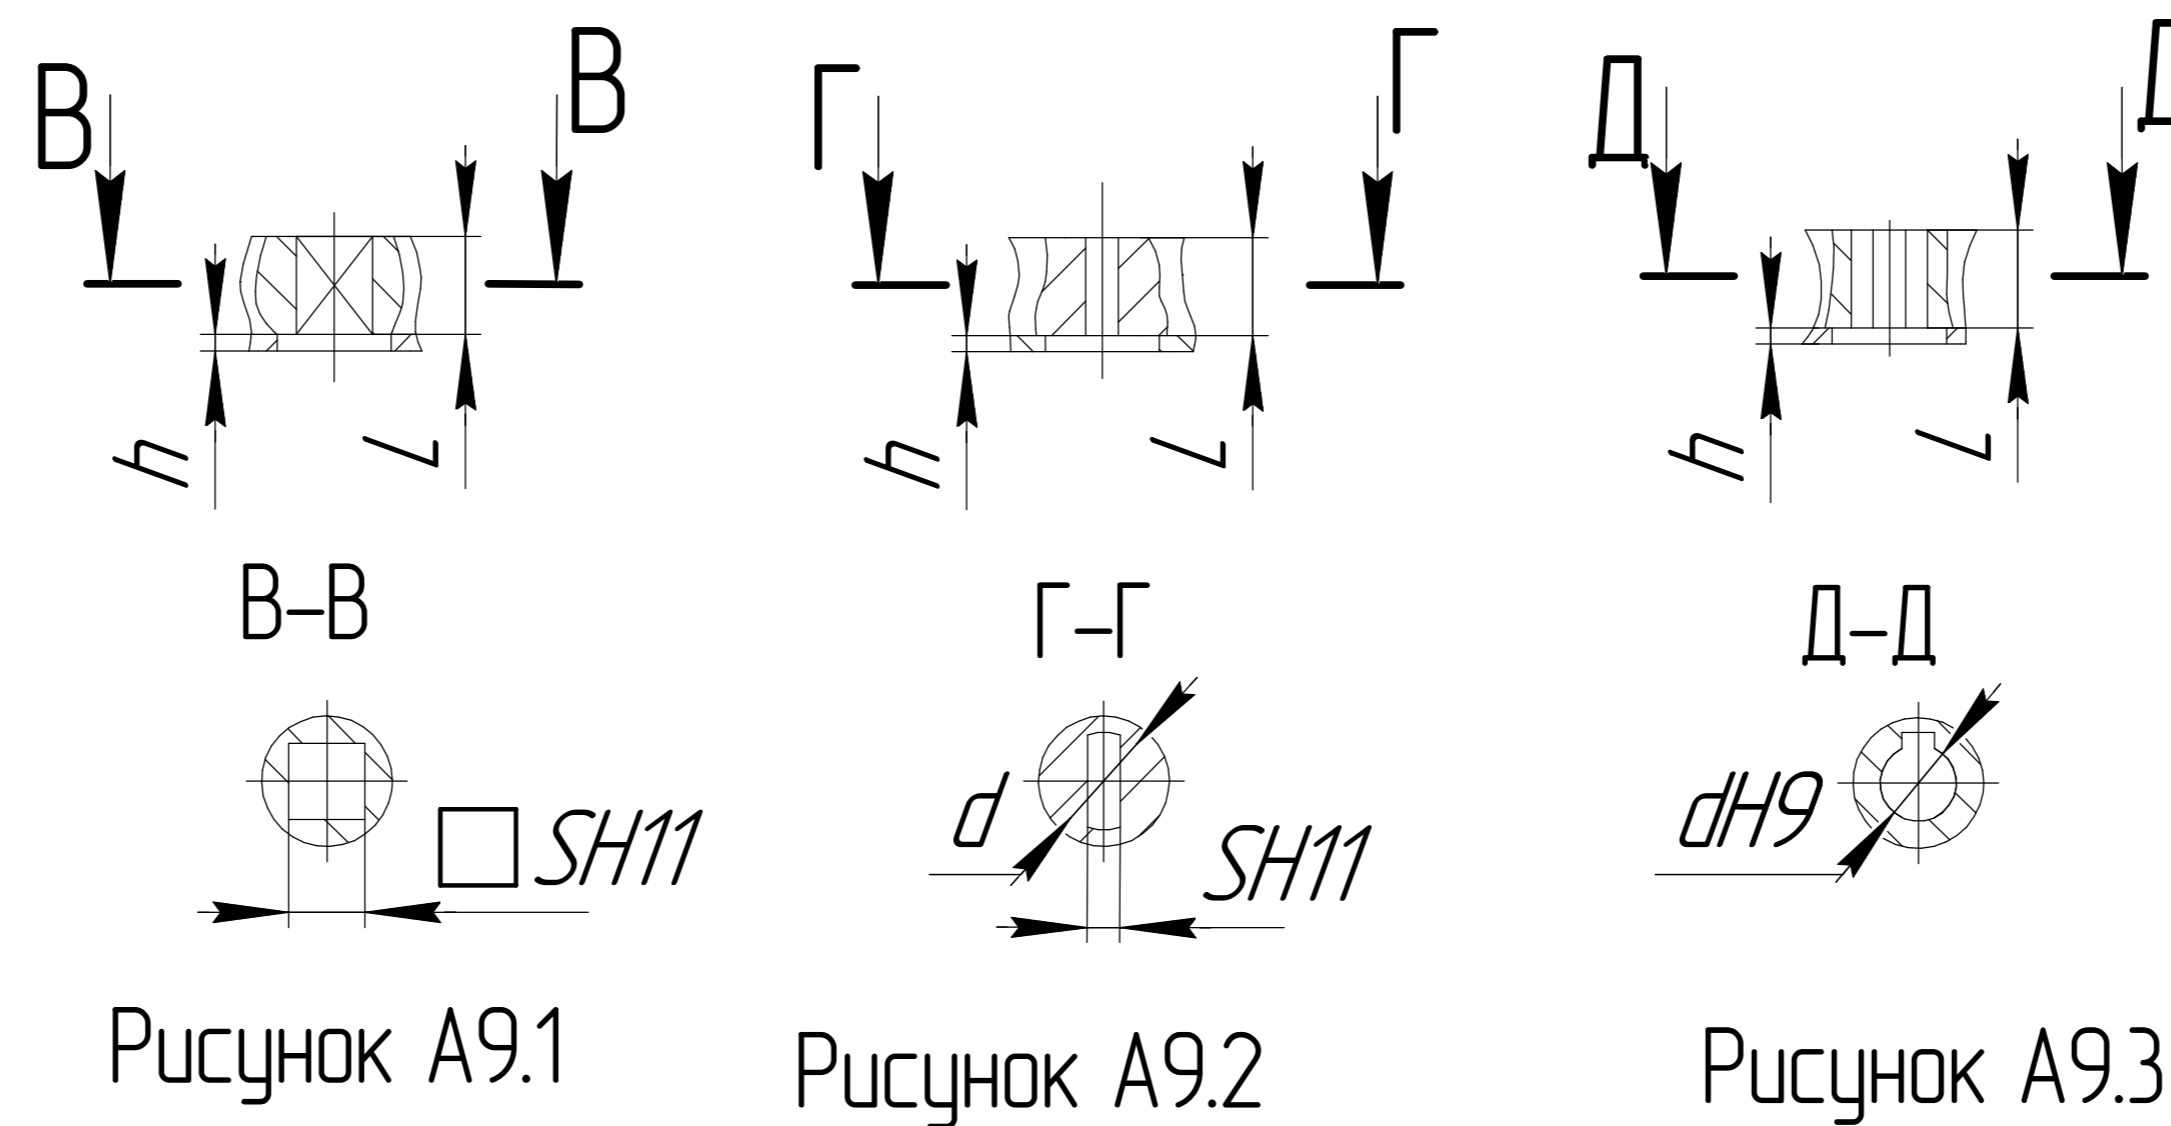 В В Г Г Д Д
h L h L h L
В–В Г–Г Д–Д
□ SH11 d SH11 dH9
Рисунок А9.1 Рисунок А9.2 Рисунок А9.3